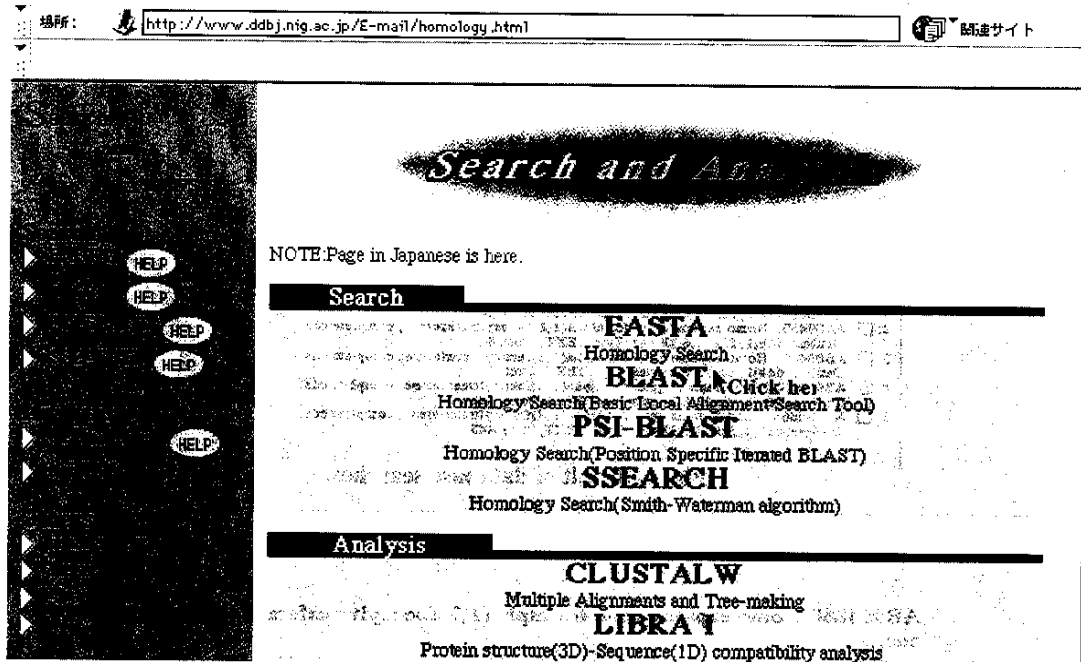 場所:
http://www.ddbj.nig.ac.jp/E-mail/homology.html
関連サイト
Search and
NOTE:Page in Japanese is here.
HELP
HELP
HELP
HELP
HELP
Search
FASTA
Homology Search
BLAST
Click her
Homology Search(Basic Local Alignment Search Tool)
PSI-BLAST
Homology Search(Position Specific Iterated BLAST)
SSEARCH
Homology Search(Smith-Waterman algorithm)
Analysis
CLUSTALW
Multiple Alignments and Tree-making
LIBRA I
Protein structure(3D)-Sequence(1D) compatibility analysis